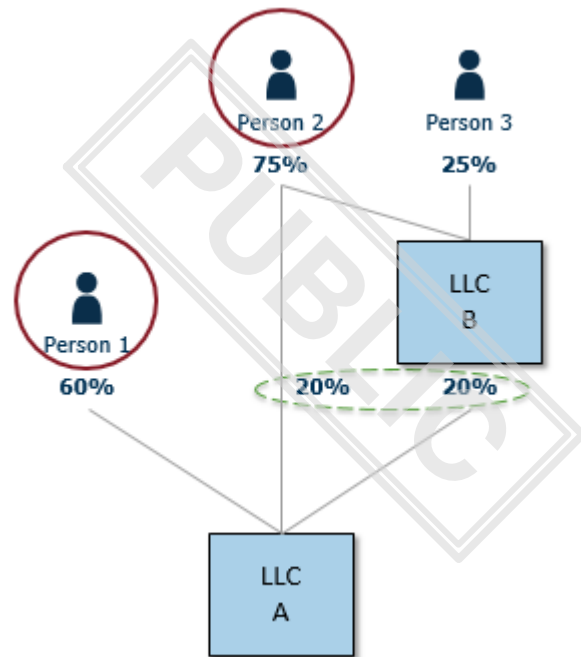 Person 2
Person 3
75%
25%
LLC
B
Person 1
60%
20%
20%
LLC
A
PUBLIC